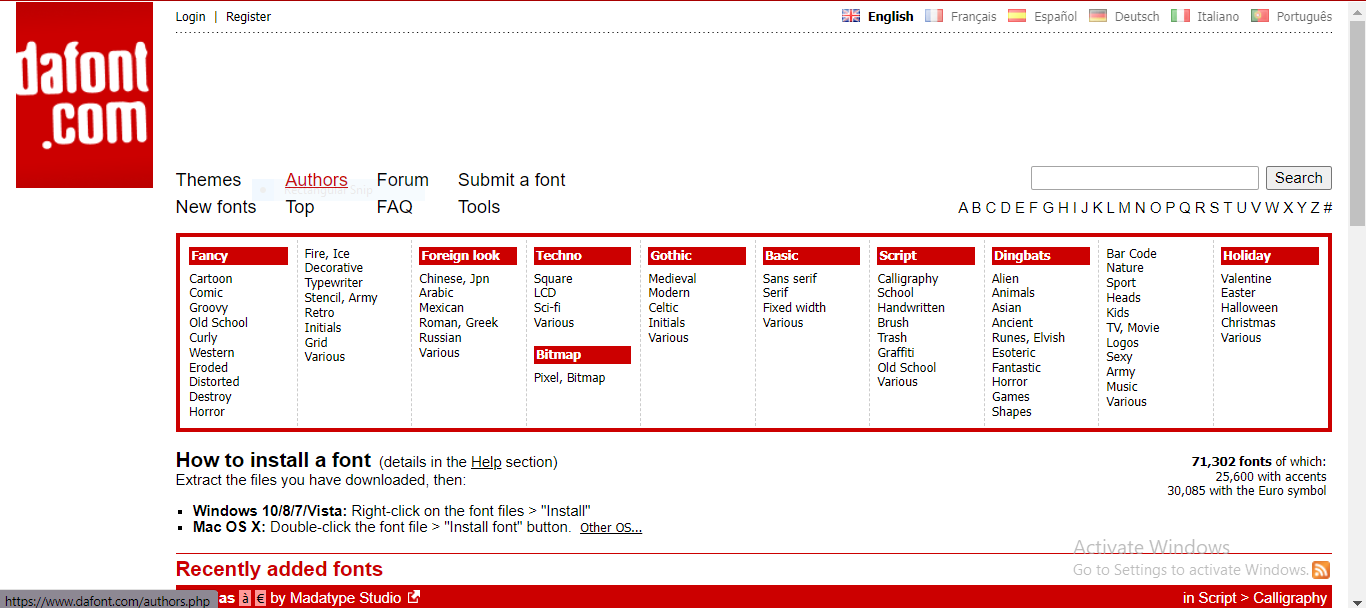 dafont
.com
Login | Register
English Français Español Deutsch Italiano Português
Themes Authors Forum Submit a font
Rectangular Snip
Search
New fonts Top FAQ Tools
A B C D E F G H I J K L M N O P Q R S T U V W X Y Z #
Fancy
Cartoon
Comic
Groovy
Old School
Curly
Western
Eroded
Distorted
Destroy
Horror
Fire, Ice
Decorative
Typewriter
Stencil, Army
Retro
Initials
Grid
Various
Foreign look
Chinese, Jpn
Arabic
Mexican
Roman, Greek
Russian
Various
Techno
Square
LCD
Sci-fi
Various
Bitmap
Pixel, Bitmap
Gothic
Medieval
Modern
Celtic
Initials
Various
Basic
Sans serif
Serif
Fixed width
Various
Script
Calligraphy
School
Handwritten
Brush
Trash
Graffiti
Old School
Various
Dingbats
Alien
Animals
Asian
Ancient
Runes, Elvish
Esoteric
Fantastic
Horror
Games
Shapes
Bar Code
Nature
Sport
Heads
Kids
TV, Movie
Logos
Sexy
Army
Music
Various
Holiday
Valentine
Easter
Halloween
Christmas
Various
How to install a font (details in the Help section)
Extract the files you have downloaded, then:
Windows 10/8/7/Vista: Right-click on the font files > "Install"
Mac OS X: Double-click the font file > "Install font" button. Other OS...
71,302 fonts of which:
25,600 with accents
30,085 with the Euro symbol
Activate Windows
Go to Settings to activate Windows.
Recently added fonts
as à € by Madatype Studio
in Script > Calligraphy
https://www.dafont.com/authors.php